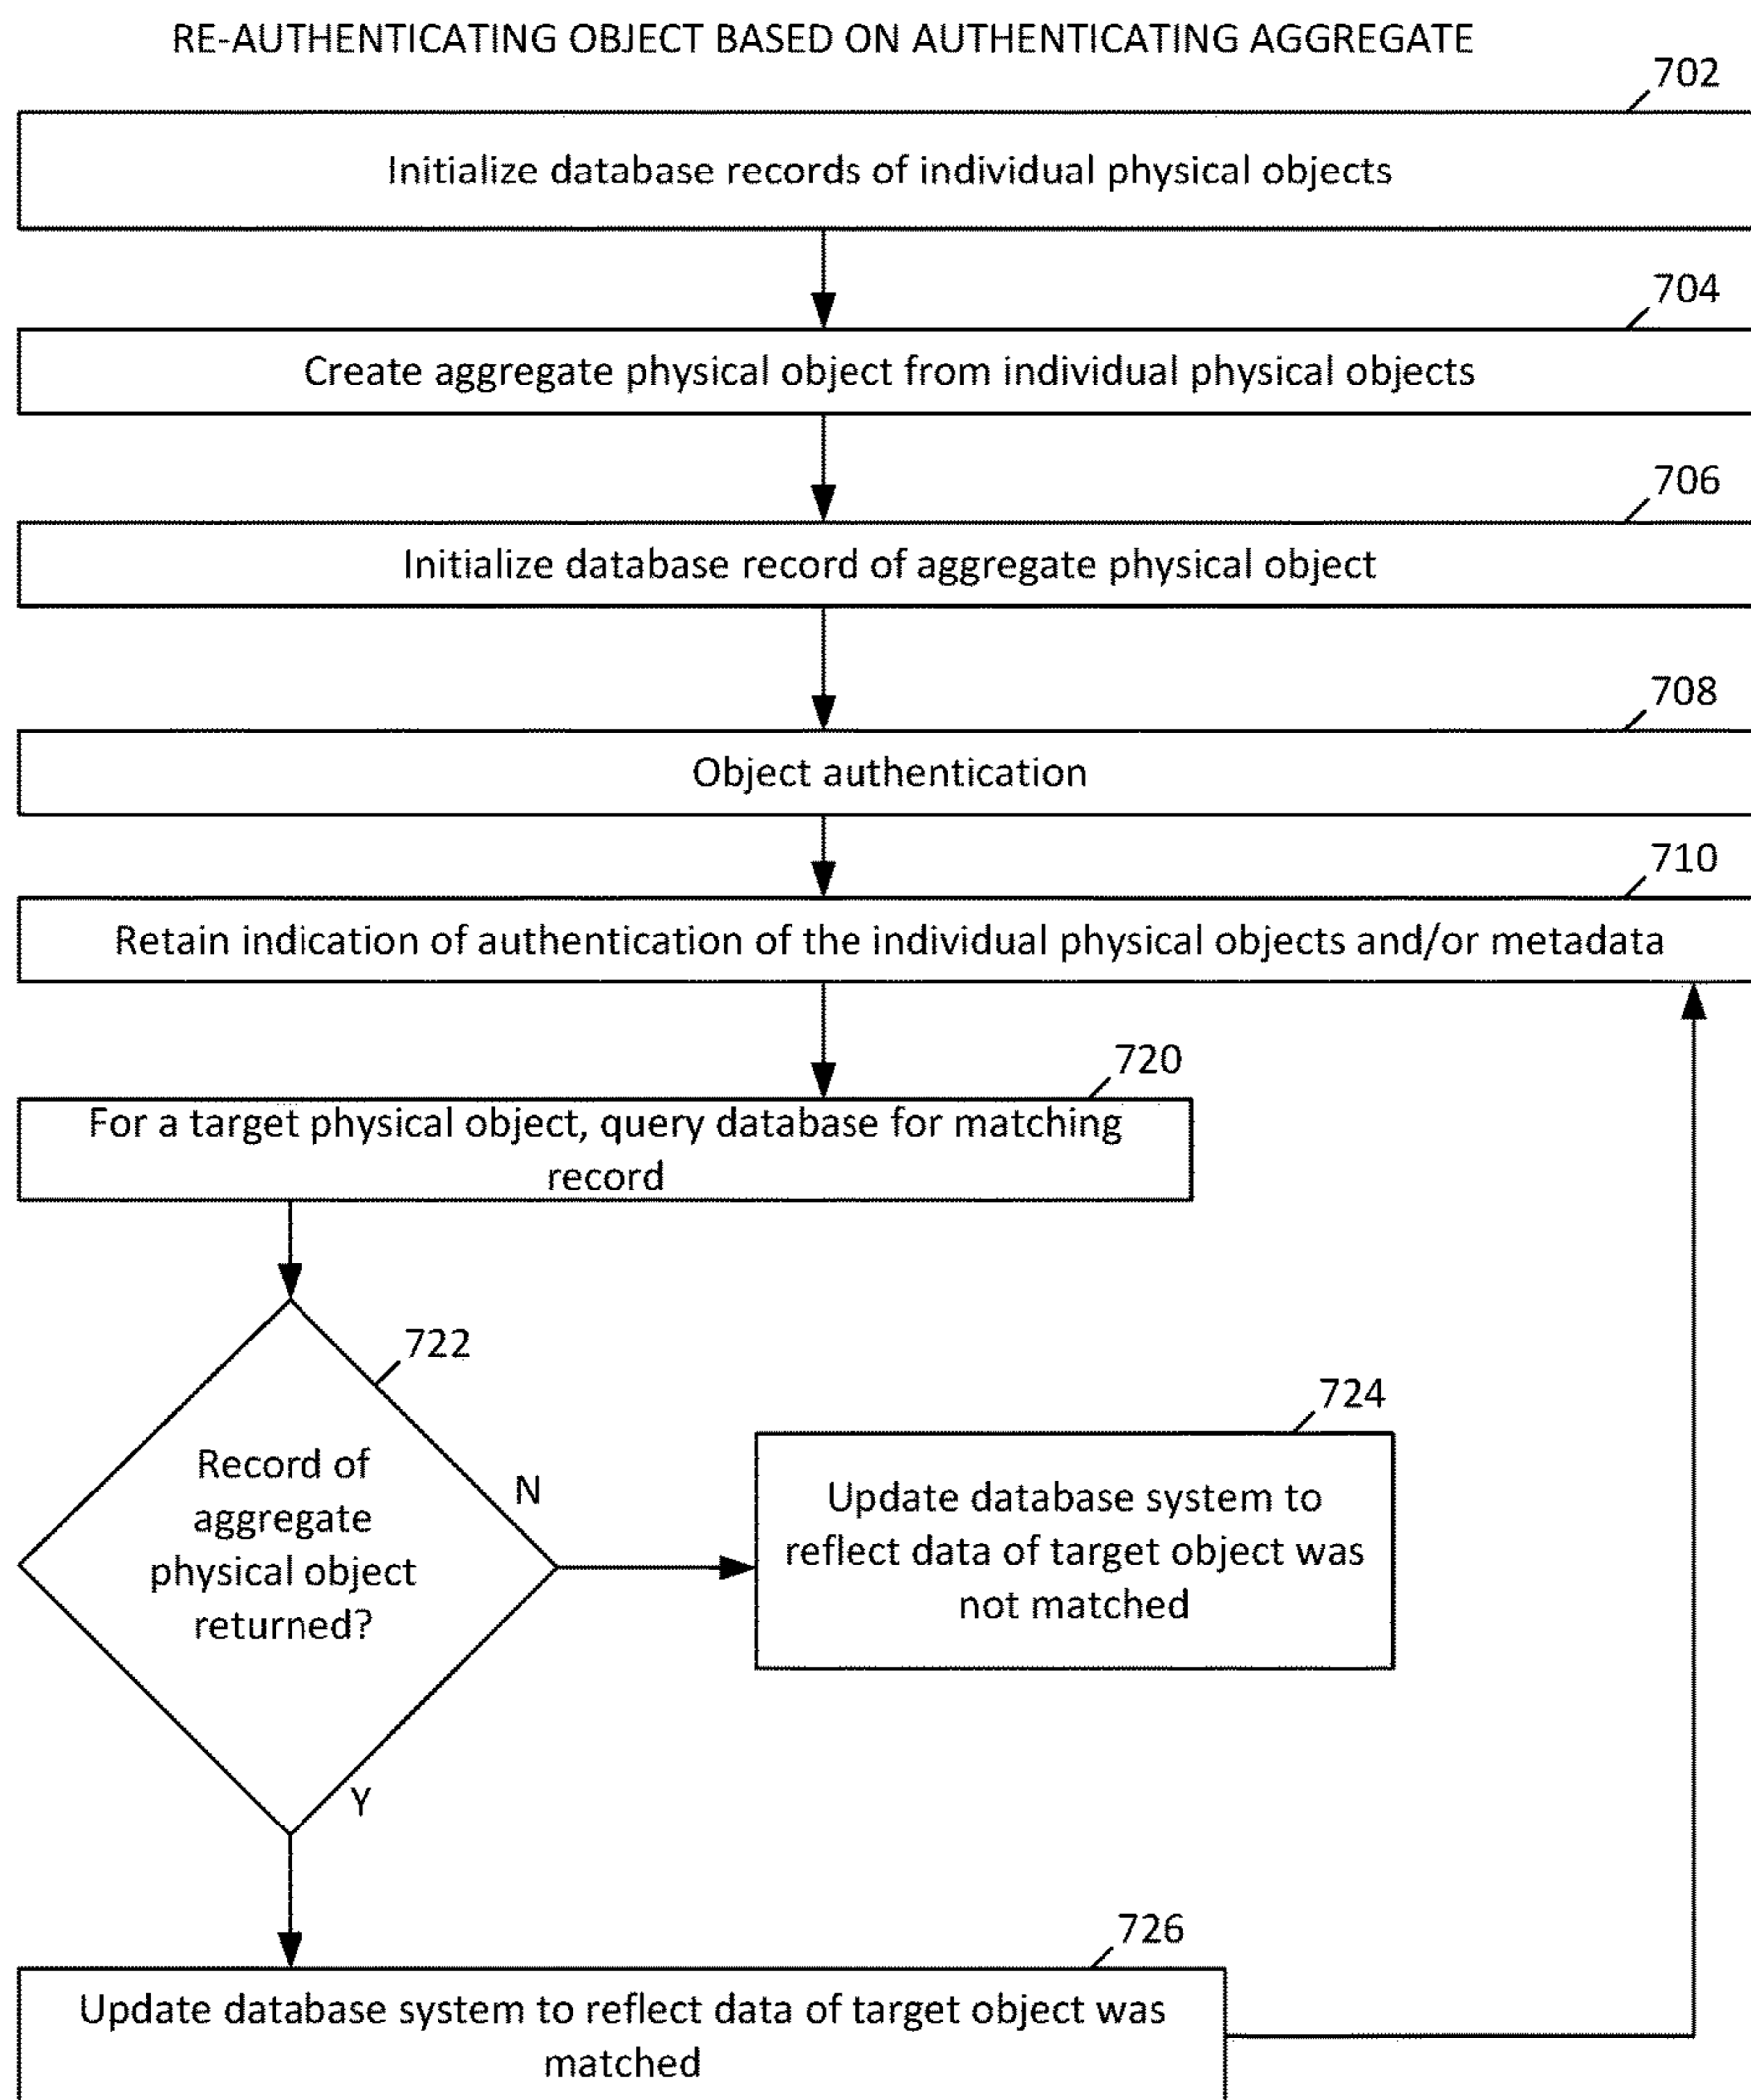 RE-AUTHENTICATING OBJECT BASED ON AUTHENTICATING AGGREGATE
702
Initialize database records of individual physical objects
704
Create aggregate physical object from individual physical objects
706
Initialize database record of aggregate physical object
708
Object authentication
710
Retain indication of authentication of the individual physical objects and/or metadata
720
For a target physical object, query database for matching
record
722
Record of
aggregate
physical object
returned?
N
Y
724
Update database system to
reflect data of target object was
not matched
726
Update database system to reflect data of target object was
matched